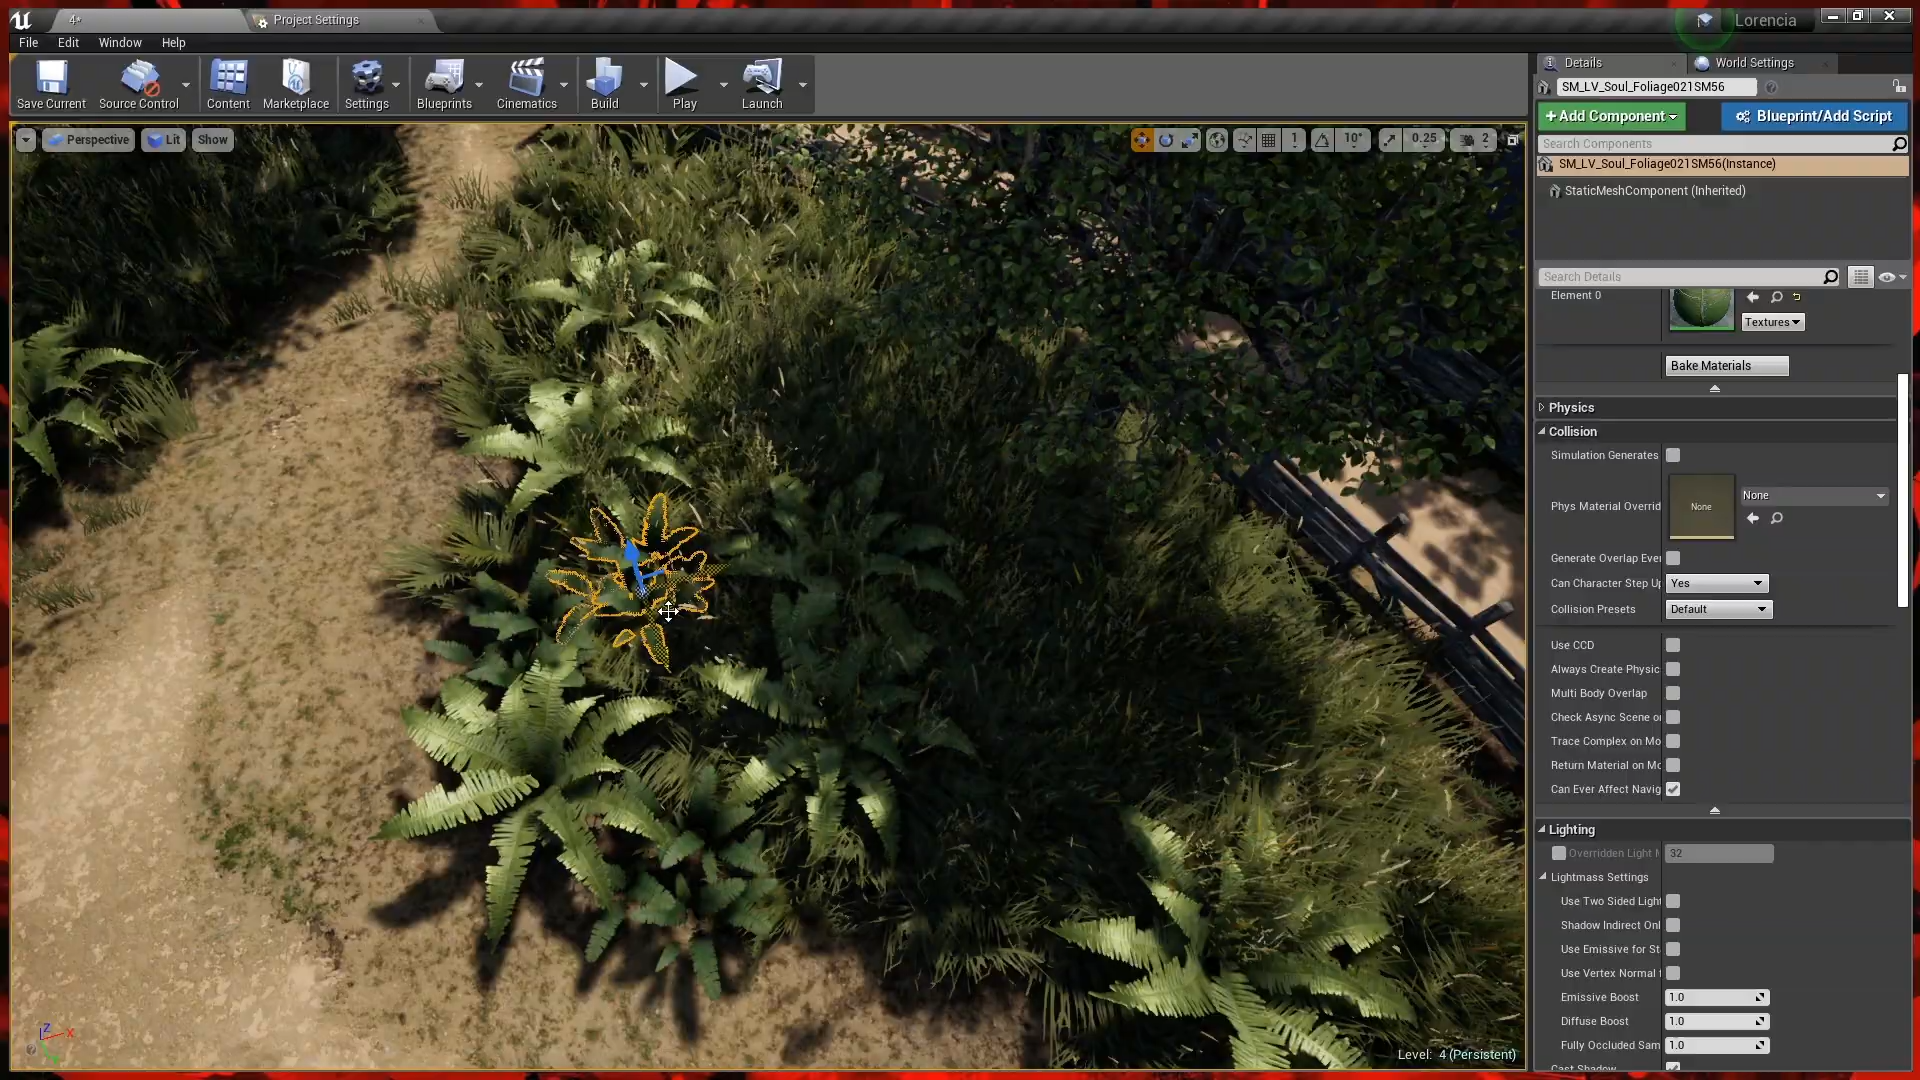 4*
Project Settings
Lorencia
File
Edit
Window
Help
Save Current
Source Control
Content
Marketplace
Settings
Blueprints
Cinematics
Build
Play
Launch
Perspective
Lit
Show
1
10°
0.25
2
Details
World Settings
SM_LV_Soul_Foliage021SM56
+Add Component
Blueprint/Add Script
Search Components
SM_LV_Soul_Foliage021SM56(Instance)
StaticMeshComponent (Inherited)
Search Details
Element 0
Textures
Bake Materials
Physics
Collision
Simulation Generates
Phys Material Overrid
None
None
Generate Overlap Eve
Can Character Step U
Yes
Collision Presets
Default
Use CCD
Always Create Physic
Multi Body Overlap
Check Async Scene o
Trace Complex on Mo
Return Material on Mo
Can Ever Affect Navig
Lighting
Overridden Light
32
Lightmass Settings
Use Two Sided Light
Shadow Indirect Onl
Use Emissive for St
Use Vertex Normal
Emissive Boost
1.0
Diffuse Boost
1.0
Fully Occluded Sam
1.0
Cast Shadow
Z
X
Level: 4 (Persistent)